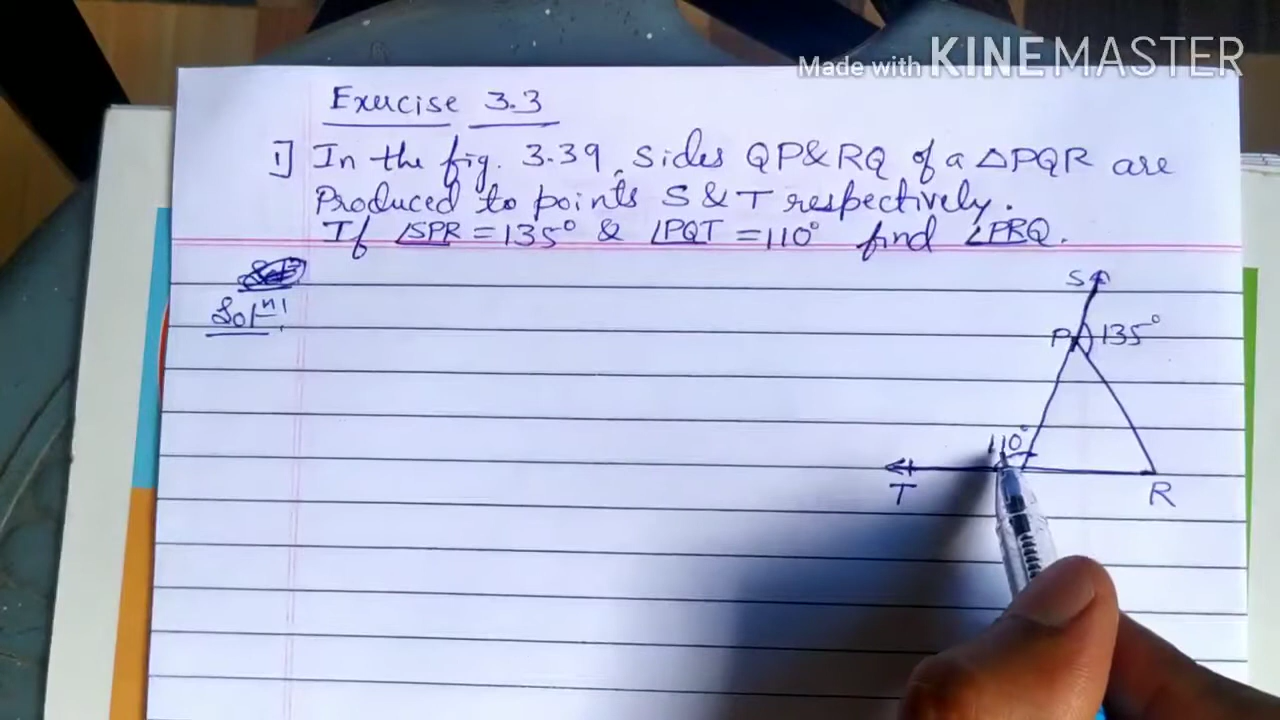 Made with KINEMASTER
Exercise 3.3
1] In the fig. 3.39, sides QP & RQ of a △PQR are
Produced to points S & T respectively.
If ∠SPR = 135° & ∠PQT = 110° find ∠PRQ.
Solⁿ!
S
P 135°
110°
T
R